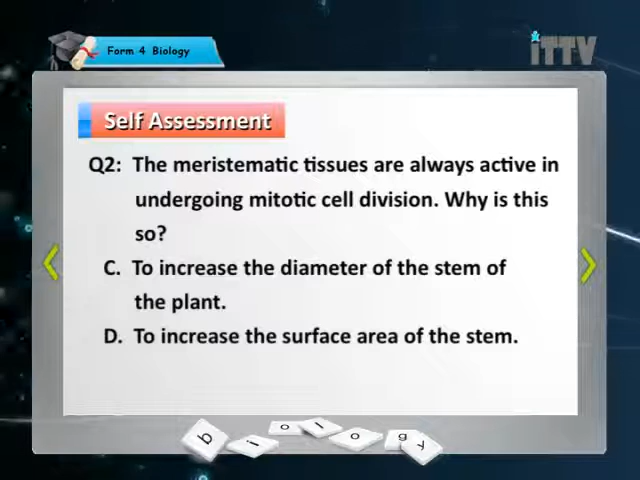 Form 4 Biology
iTTV
Self Assessment
Q2: The meristematic tissues are always active in
undergoing mitotic cell division. Why is this
so?
C. To increase the diameter of the stem of
the plant.
D. To increase the surface area of the stem.
b i o l o g y